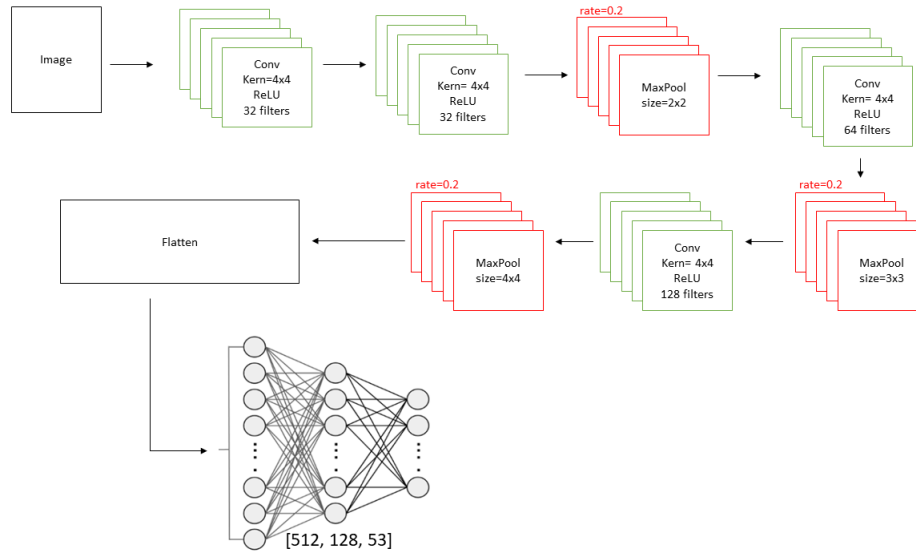 Image
Conv
Kern=4x4
ReLU
32 filters
Conv
Kern= 4x4
ReLU
32 filters
rate=0.2
MaxPool
size=2x2
Conv
Kern= 4x4
ReLU
64 filters
rate=0.2
MaxPool
size=3x3
Conv
Kern= 4x4
ReLU
128 filters
rate=0.2
MaxPool
size=4x4
Flatten
[512, 128, 53]